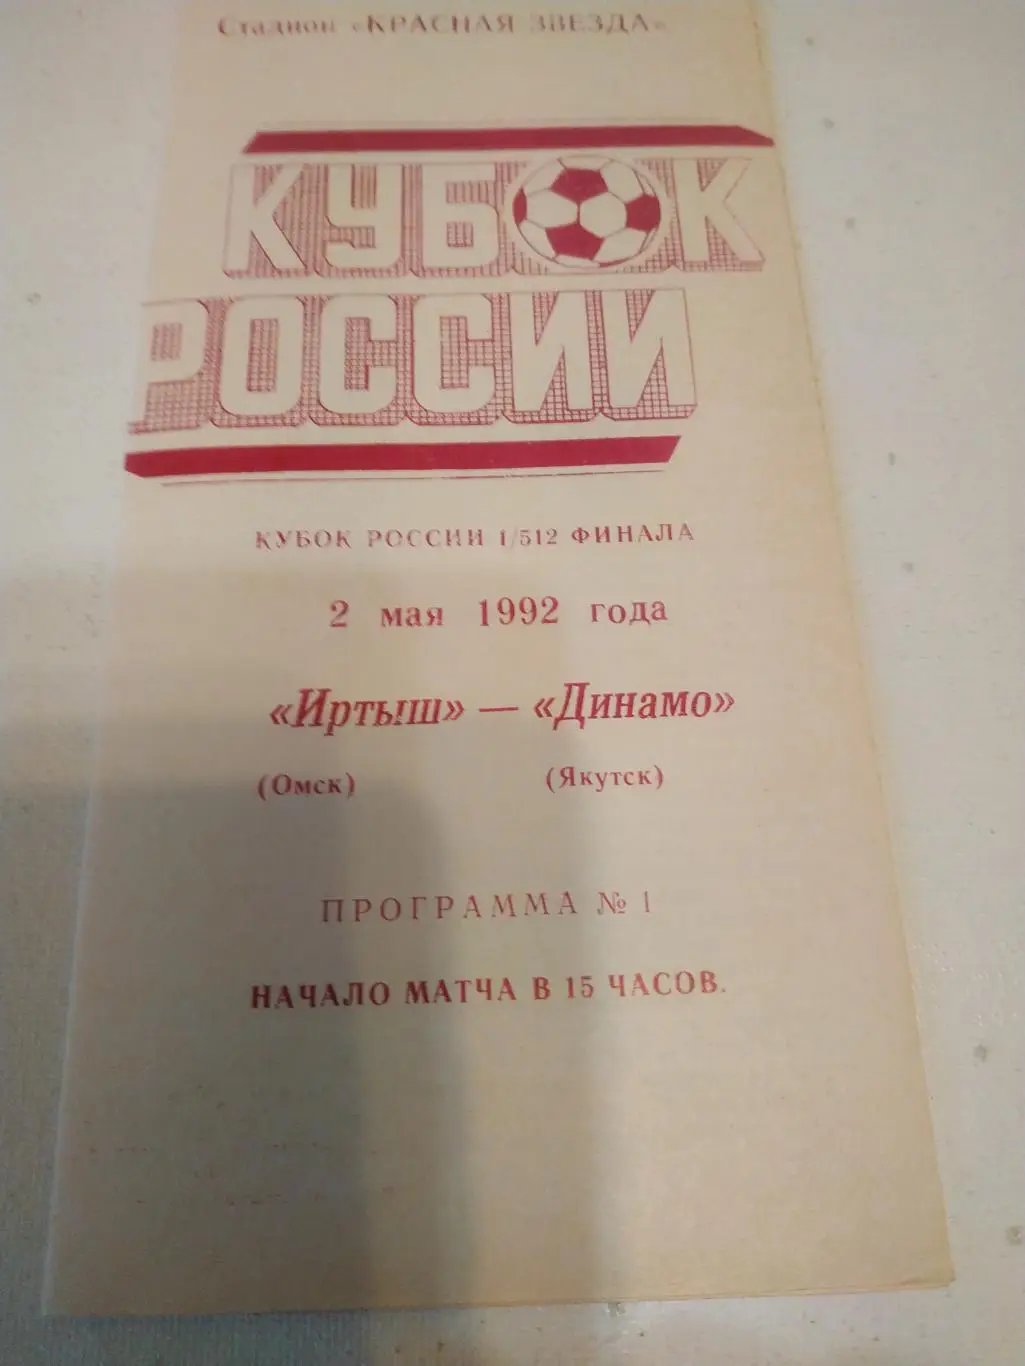 Стадион «КРАСНАЯ ЗВЕЗДА»
КУБОК
РОССИИ
КУБОК РОССИИ 1/512 ФИНАЛА
2 мая 1992 года
«Иртыш» — «Динамо»
(Омск) (Якутск)
ПРОГРАММА № 1
НАЧАЛО МАТЧА В 15 ЧАСОВ.